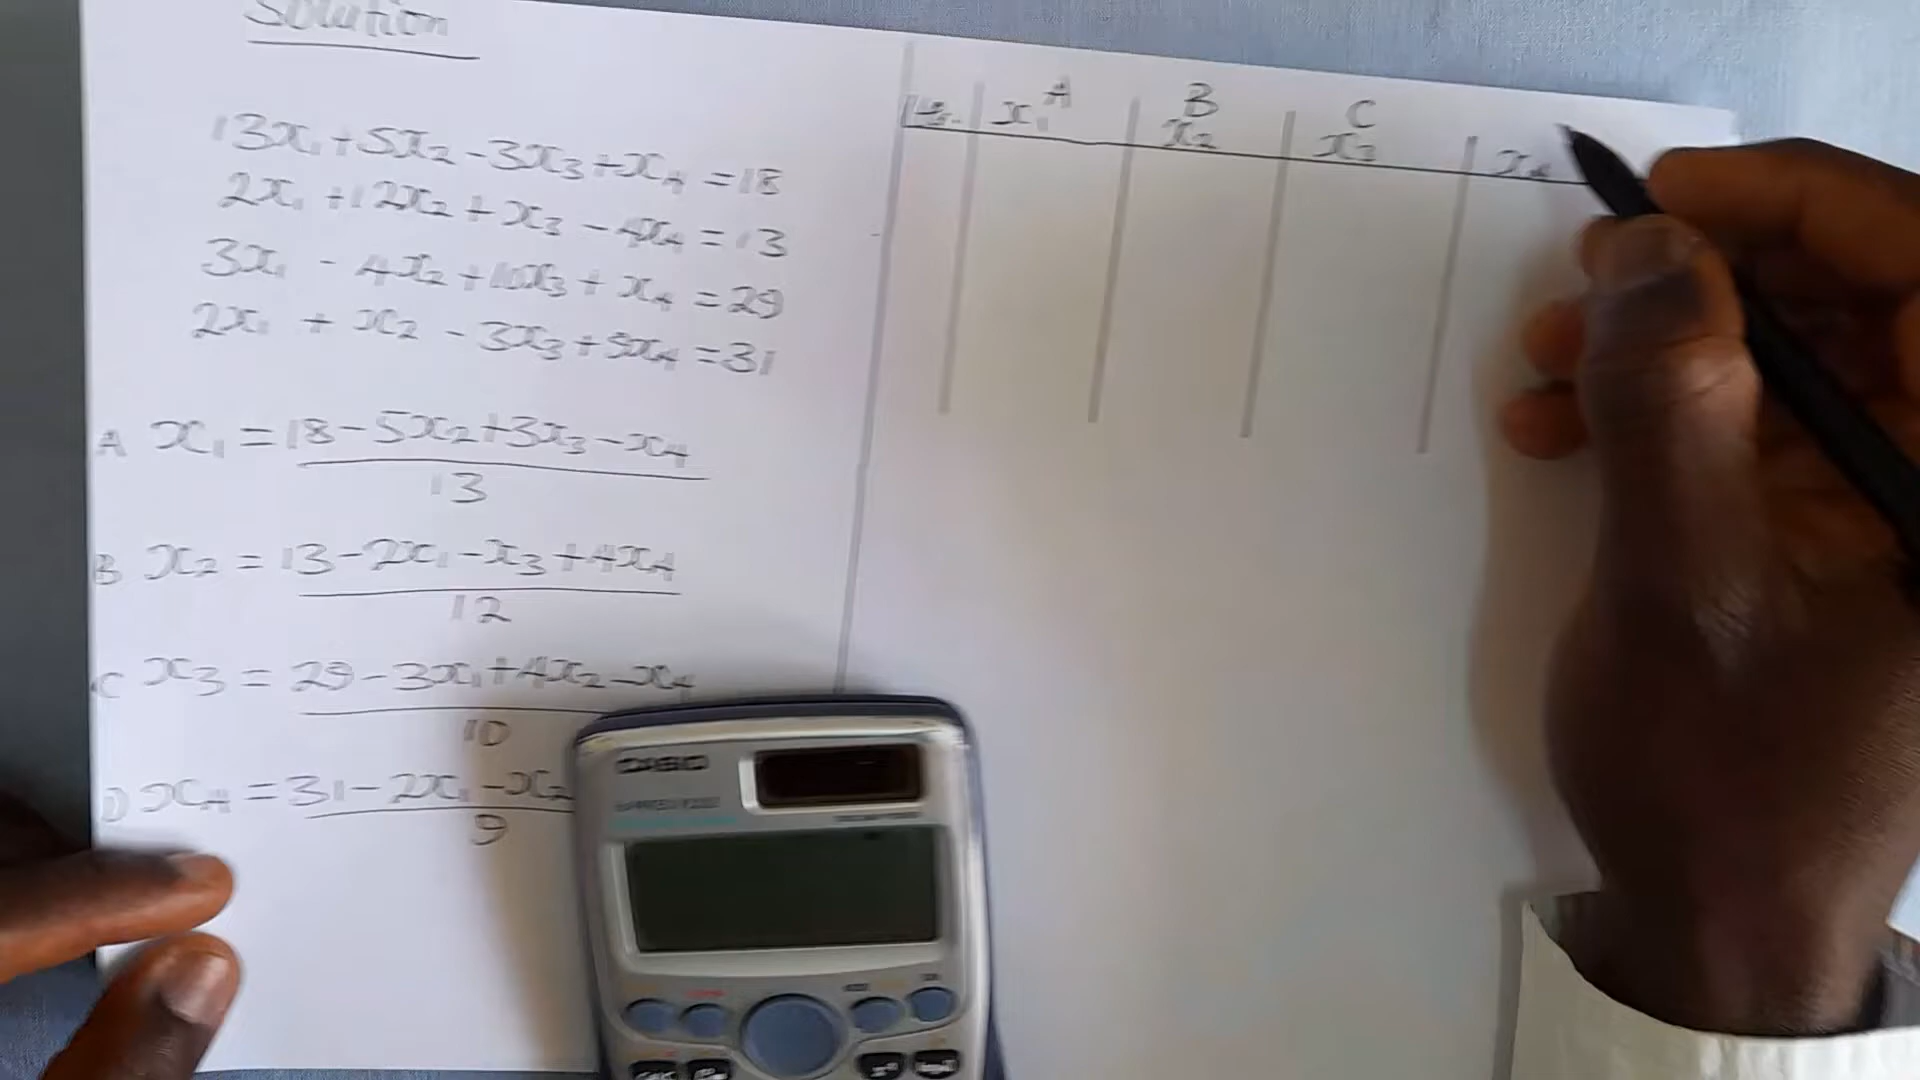 Solution
13x₁+5x₂-3x₃+x₄=18
2x₁+12x₂+x₃-4x₄=13
3x₁-4x₂+10x₃+x₄=29
2x₁+x₂-3x₃+9x₄=31
A x₁=18-5x₂+3x₃-x₄
13
B x₂=13-2x₁-x₃+4x₄
12
C x₃=29-3x₁+4x₂-x₄
10
D x₄=31-2x₁-x₂
9
A B C
x₁ x₂ x₃ x₄
CASIO